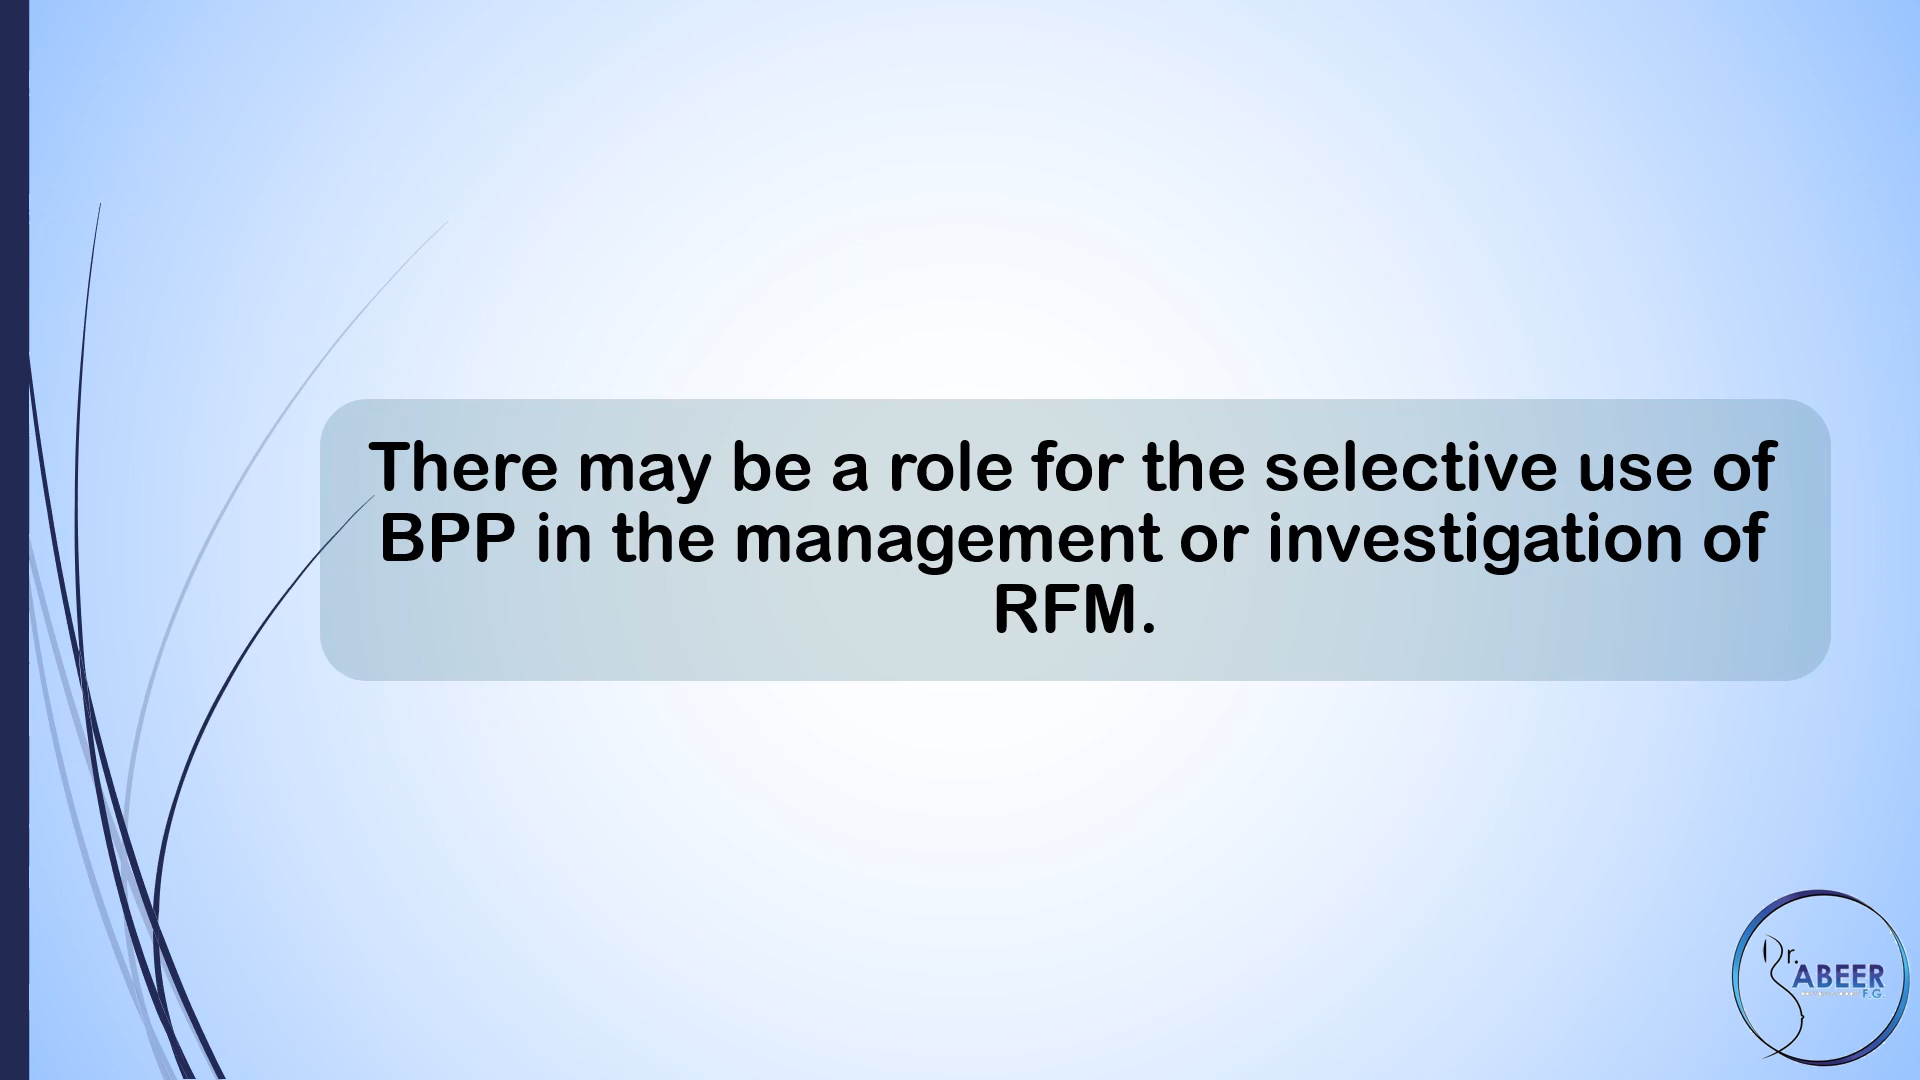 There may be a role for the selective use of
BPP in the management or investigation of
RFM.
Dr.
ABEER
F.G.